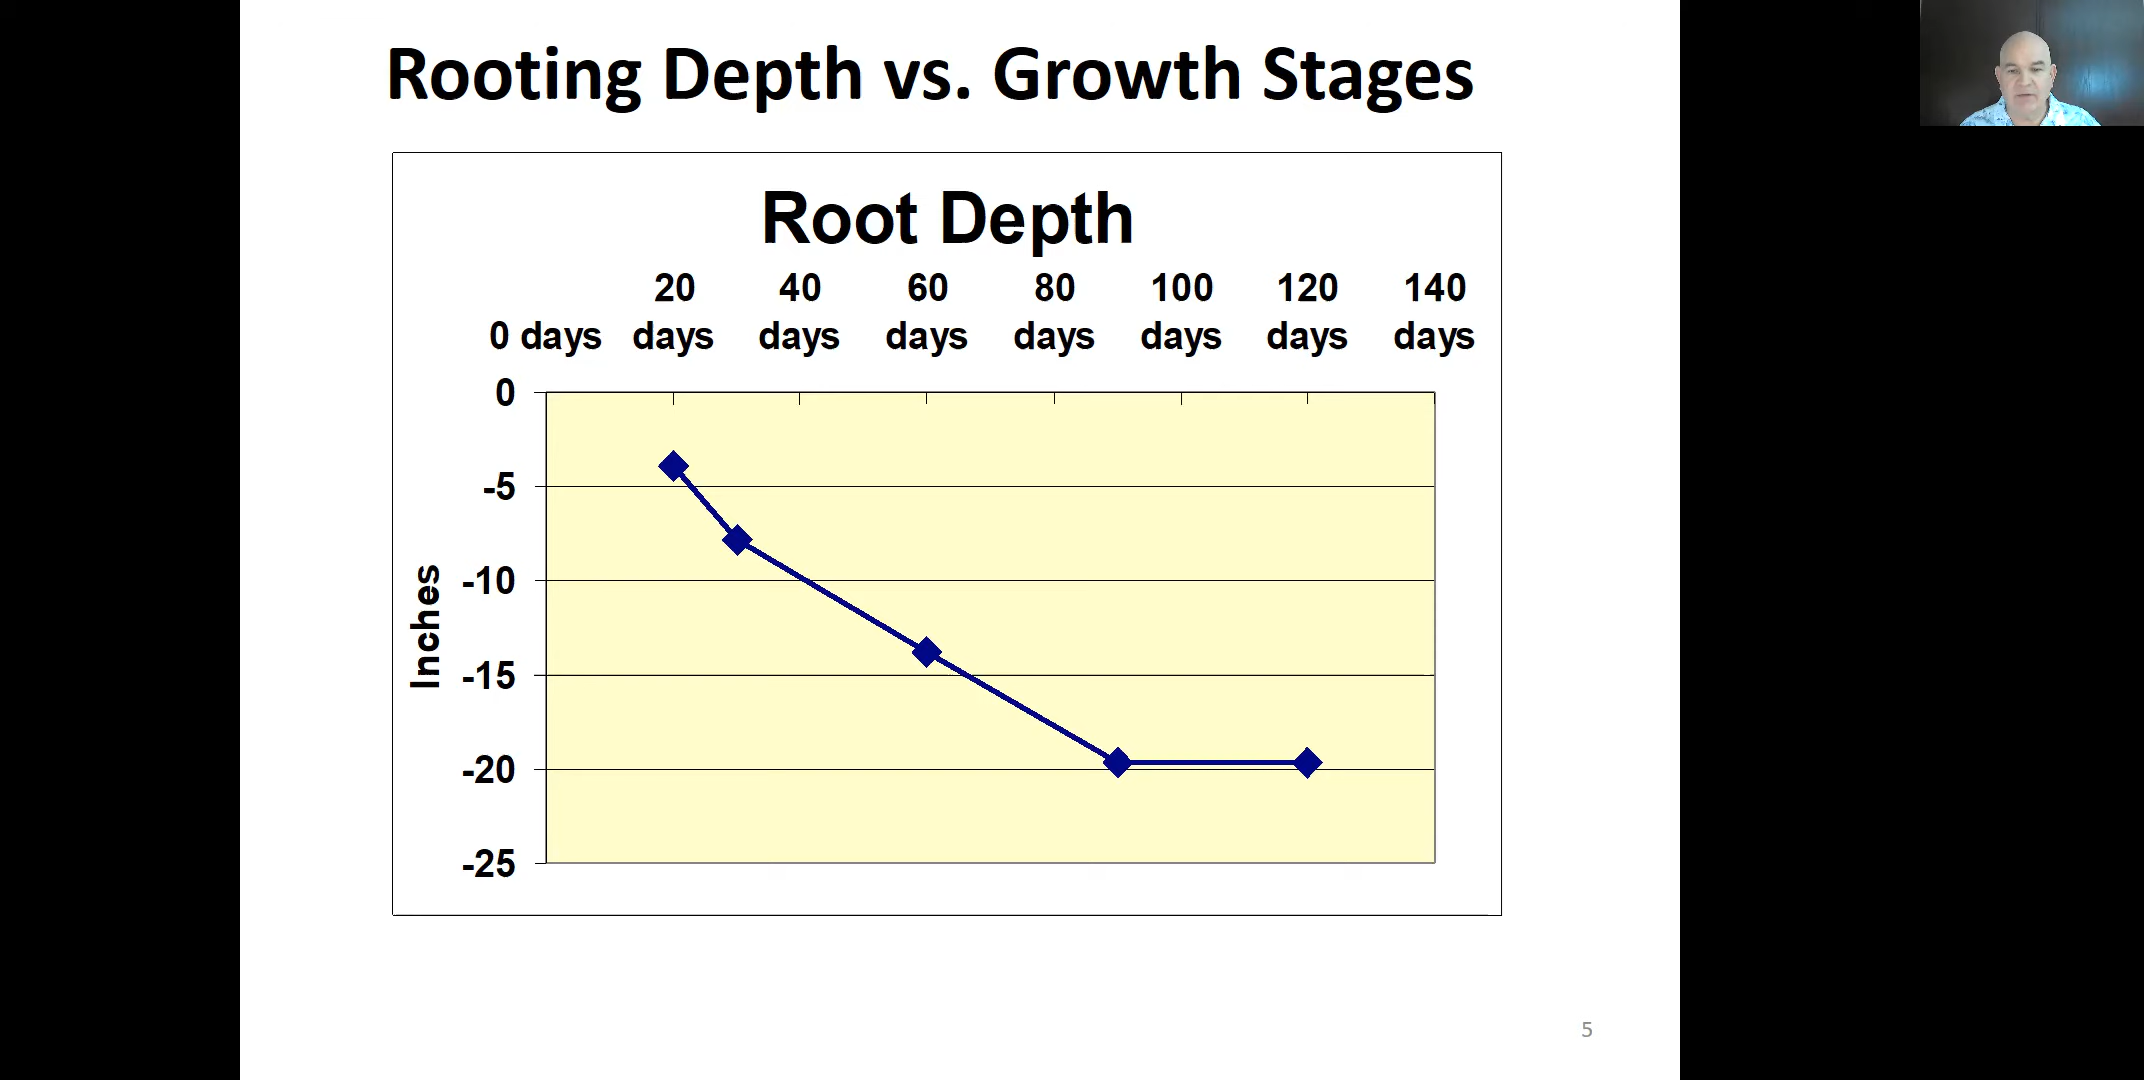 Rooting Depth vs. Growth Stages
Root Depth
20 40 60 80 100 120 140
0 days days days days days days days days
0
-5
-10
-15
-20
-25
Inches
5